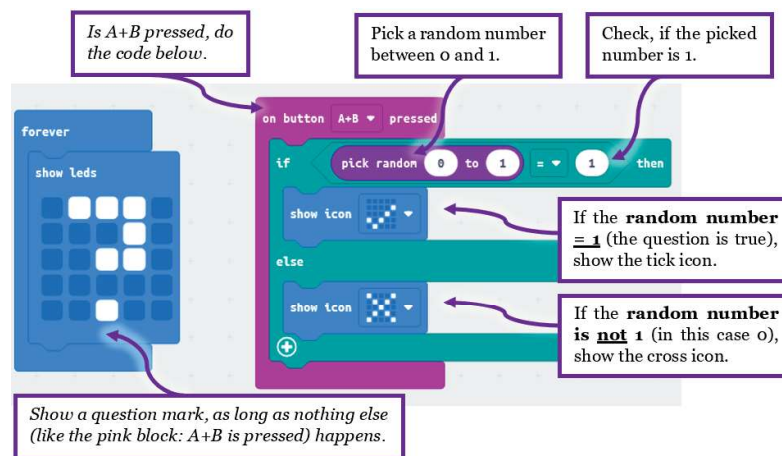 Is A+B pressed, do
the code below.
Pick a random number
between 0 and 1.
Check, if the picked
number is 1.
forever
show leds
on button A+B pressed
if pick random 0 to 1 = 1 then
show icon
else
show icon
If the random number
= 1 (the question is true),
show the tick icon.
If the random number
is not 1 (in this case 0),
show the cross icon.
Show a question mark, as long as nothing else
(like the pink block: A+B is pressed) happens.